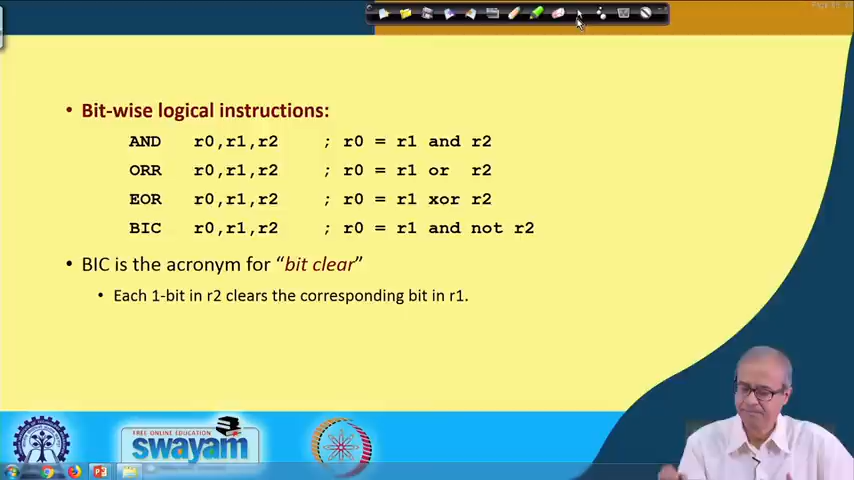 • Bit-wise logical instructions:
AND r0,r1,r2 ; r0 = r1 and r2
ORR r0,r1,r2 ; r0 = r1 or r2
EOR r0,r1,r2 ; r0 = r1 xor r2
BIC r0,r1,r2 ; r0 = r1 and not r2
• BIC is the acronym for “bit clear”
• Each 1-bit in r2 clears the corresponding bit in r1.
FREE ONLINE EDUCATION
swayam